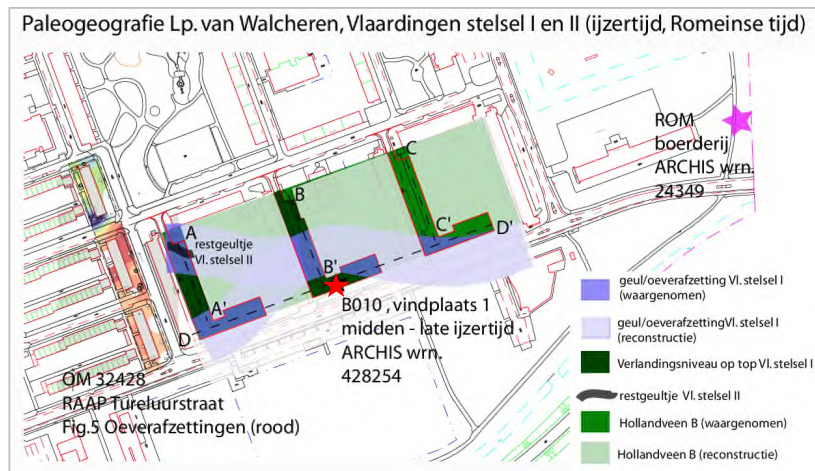 Paleogeografie Lp. van Walcheren, Vlaardingen stelsel I en II (ijzertijd, Romeinse tijd)
ROM
boerderij
ARCHIS wrn.
24349
C
B
A
restgeultje
Vl. stelsel II
C'
D'
B'
A'
D
B010 , vindplaats 1
midden - late ijzertijd
ARCHIS wrn.
428254
OM 32428
RAAP Tureluurstraat
Fig.5 Oeverafzettingen (rood)
geul/oeverafzetting Vl. stelsel I
(waargenomen)
geul/oeverafzettingVl. stelsel I
(reconstructie)
Verlandingsniveau op top Vl. stelsel I
restgeultje Vl. stelsel II
Hollandveen B (waargenomen)
Hollandveen B (reconstructie)